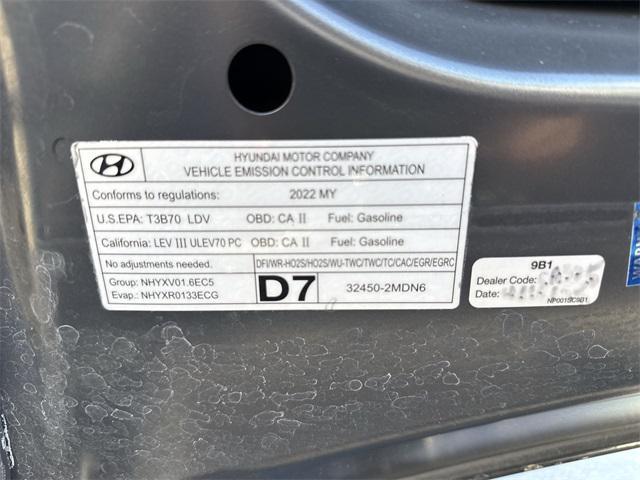 HYUNDAI MOTOR COMPANY
VEHICLE EMISSION CONTROL INFORMATION
Conforms to regulations: 2022 MY
U.S.EPA: T3B70 LDV OBD: CA II Fuel: Gasoline
California: LEV III ULEV70 PC OBD: CA II Fuel: Gasoline
No adjustments needed. DFI/WR-HO2S/HO2S/WU-TWC/TWC/TC/CAC/EGR/EGRC
Group: NHYXV01.6EC5
Evap.: NHYXR0133ECG
D7
32450-2MDN6
9B1
Dealer Code:
Date: